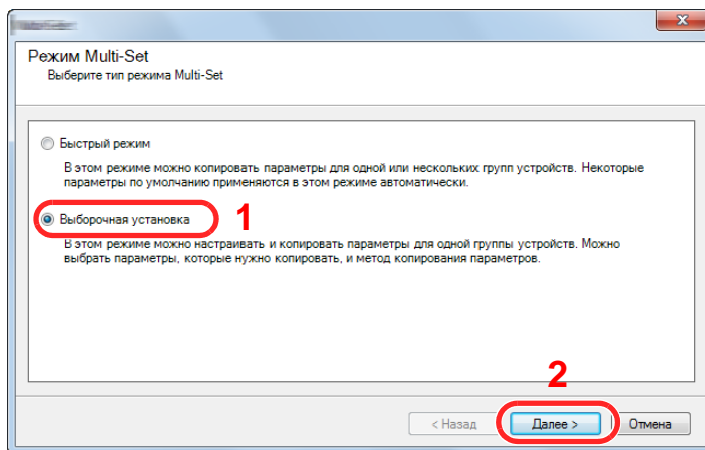 Режим Multi-Set
Выберите тип режима Multi-Set
Быстрый режим
В этом режиме можно копировать параметры для одной или нескольких групп устройств. Некоторые
параметры по умолчанию применяются в этом режиме автоматически.
Выборочная установка 1
В этом режиме можно настраивать и копировать параметры для одной группы устройств. Можно
выбрать параметры, которые нужно копировать, и метод копирования параметров.
2
< Назад Далее > Отмена